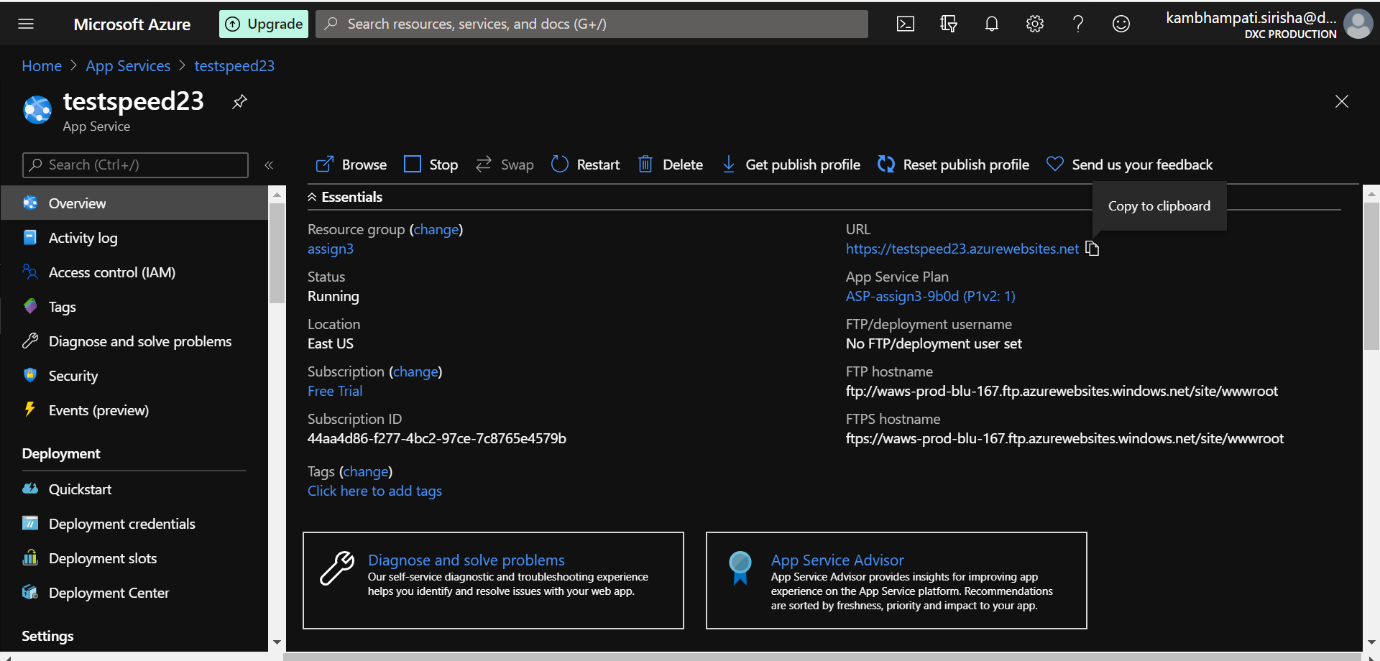 Microsoft Azure
Upgrade
Search resources, services, and docs (G+/)
kambhampati.sirisha@d...
DXC PRODUCTION
Home > App Services > testspeed23
testspeed23
App Service
Search (Ctrl+/)
«
Browse Stop Swap Restart Delete Get publish profile Reset publish profile Send us your feedback
Copy to clipboard
Overview
Activity log
Access control (IAM)
Tags
Diagnose and solve problems
Security
Events (preview)
Deployment
Quickstart
Deployment credentials
Deployment slots
Deployment Center
Settings
Essentials
Resource group (change)
assign3
Status
Running
Location
East US
Subscription (change)
Free Trial
Subscription ID
44aa4d86-f277-4bc2-97ce-7c8765e4579b
Tags (change)
Click here to add tags
URL
https://testspeed23.azurewebsites.net
App Service Plan
ASP-assign3-9b0d (P1v2: 1)
FTP/deployment username
No FTP/deployment user set
FTP hostname
ftp://waws-prod-blu-167.ftp.azurewebsites.windows.net/site/wwwroot
FTPS hostname
ftps://waws-prod-blu-167.ftp.azurewebsites.windows.net/site/wwwroot
Diagnose and solve problems
Our self-service diagnostic and troubleshooting experience
helps you identify and resolve issues with your web app.
App Service Advisor
App Service Advisor provides insights for improving app
experience on the App Service platform. Recommendations
are sorted by freshness, priority and impact to your app.